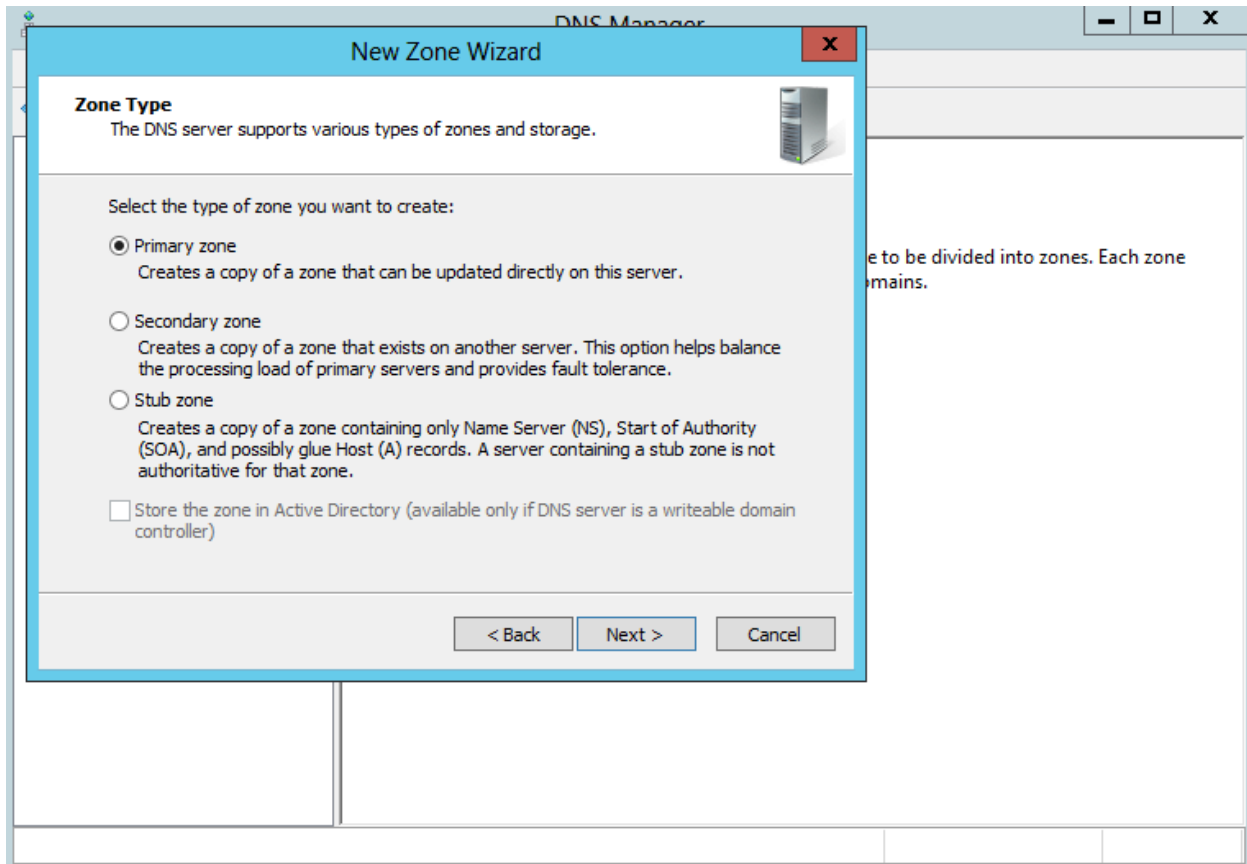 DNS Manager
New Zone Wizard
Zone Type
The DNS server supports various types of zones and storage.
Select the type of zone you want to create:
Primary zone
Creates a copy of a zone that can be updated directly on this server.
Secondary zone
Creates a copy of a zone that exists on another server. This option helps balance
the processing load of primary servers and provides fault tolerance.
Stub zone
Creates a copy of a zone containing only Name Server (NS), Start of Authority
(SOA), and possibly glue Host (A) records. A server containing a stub zone is not
authoritative for that zone.
Store the zone in Active Directory (available only if DNS server is a writeable domain
controller)
< Back
Next >
Cancel
e to be divided into zones. Each zone
omains.